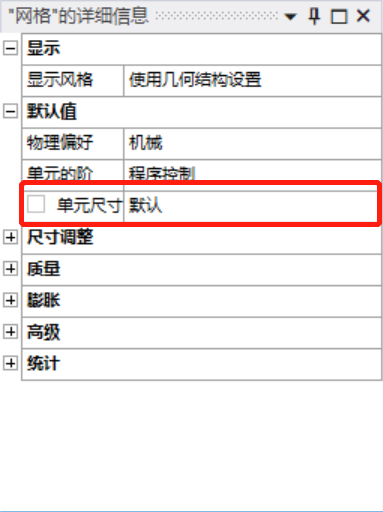 "网格"的详细信息
显示
显示风格 使用几何结构设置
默认值
物理偏好 机械
单元的阶 程序控制
单元尺寸 默认
尺寸调整
质量
膨胀
高级
统计